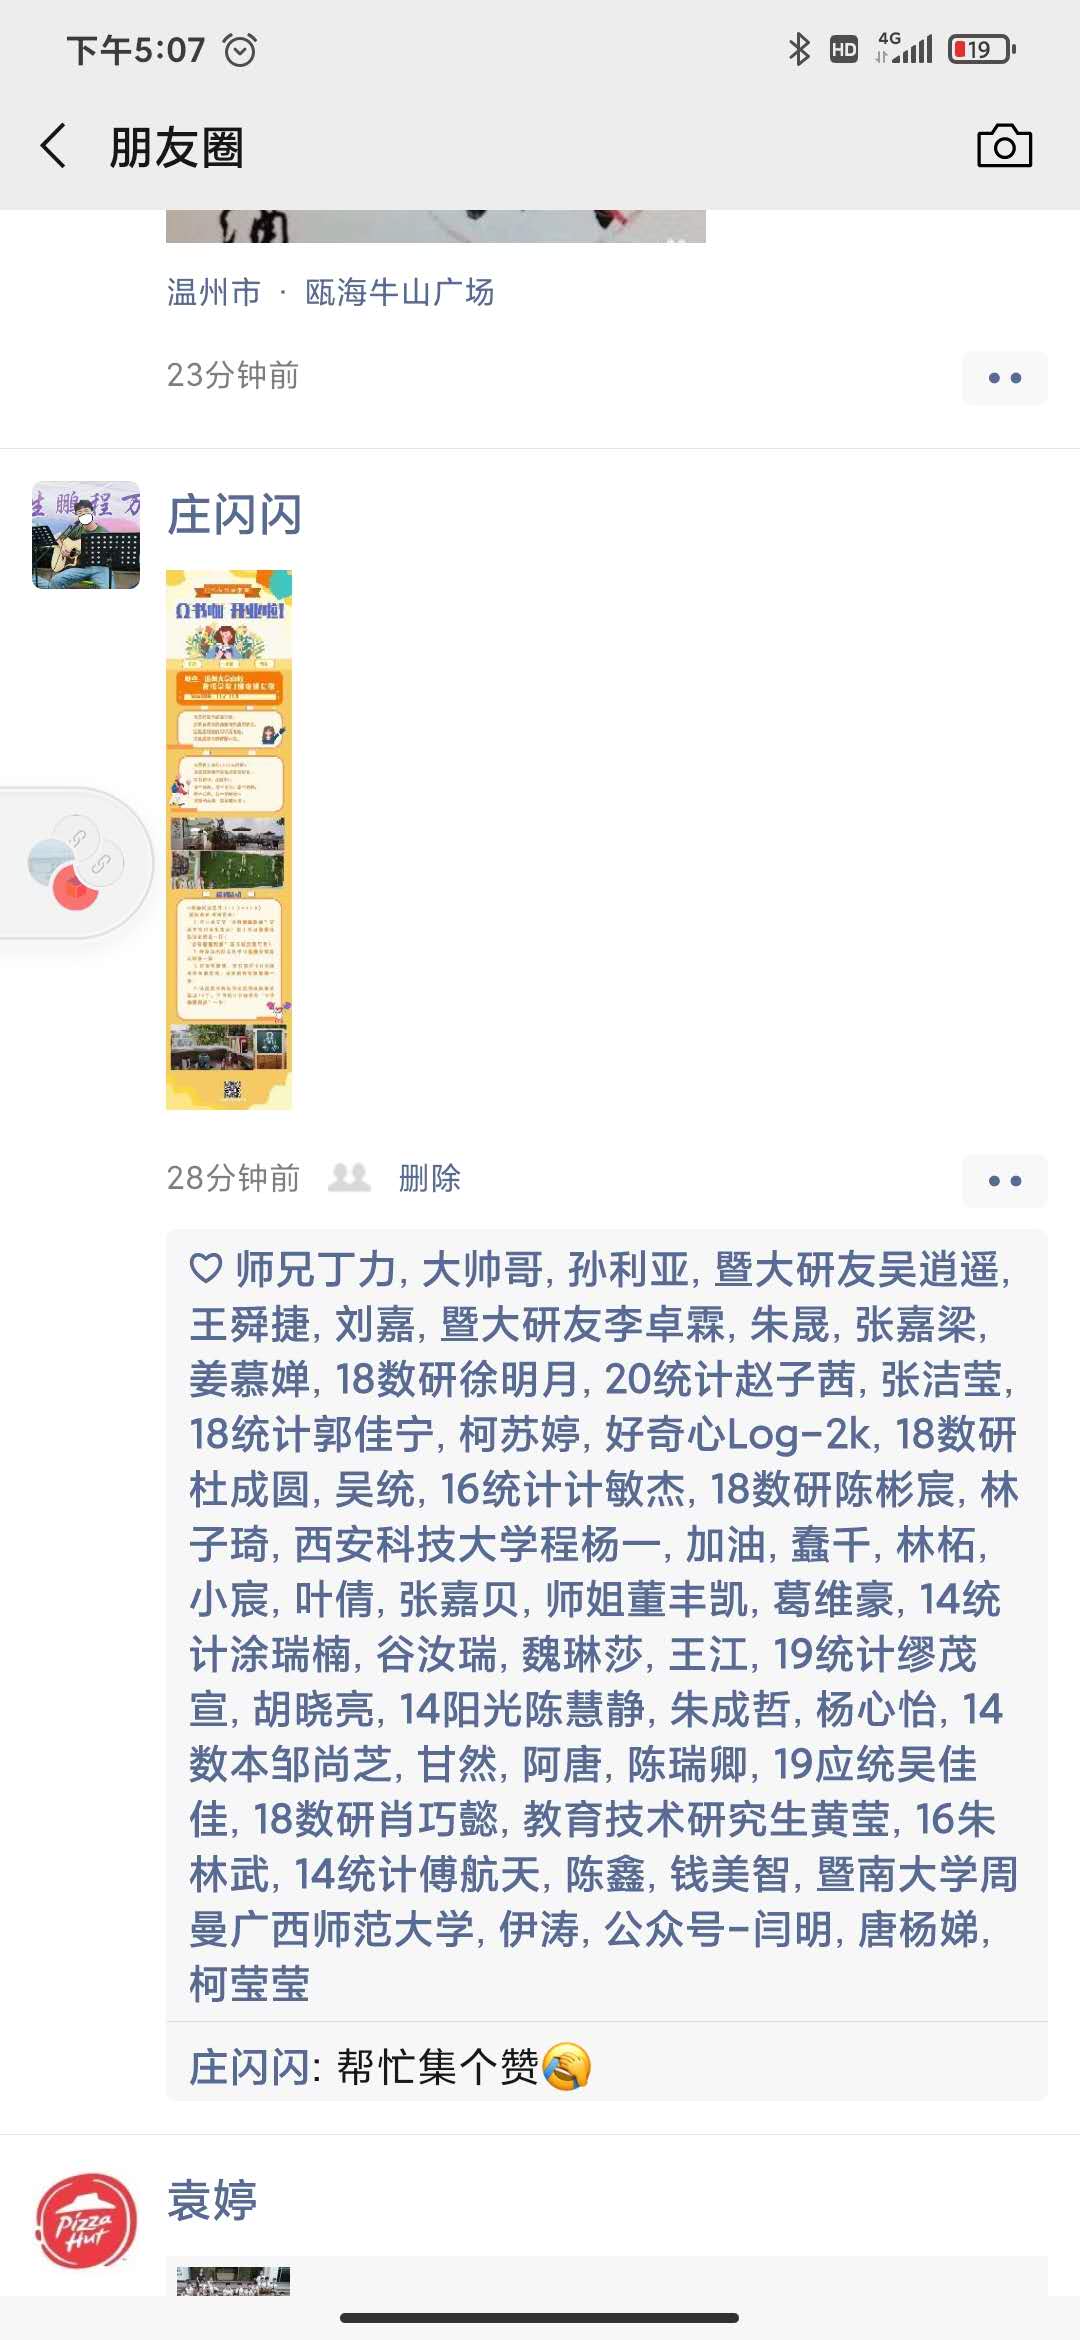 下午5:07
HD
4G
19
朋友圈
温州市 · 瓯海牛山广场
23分钟前
生鹏程万
庄闪闪
书咖 开业啦!
28分钟前 删除
师兄丁力, 大帅哥, 孙利亚, 暨大研友吴逍遥,
王舜捷, 刘嘉, 暨大研友李卓霖, 朱晟, 张嘉梁,
姜慕婵, 18数研徐明月, 20统计赵子茜, 张洁莹,
18统计郭佳宁, 柯苏婷, 好奇心Log-2k, 18数研
杜成圆, 吴统, 16统计计敏杰, 18数研陈彬宸, 林
子琦, 西安科技大学程杨一, 加油, 蠢千, 林柘,
小宸, 叶倩, 张嘉贝, 师姐董丰凯, 葛维豪, 14统
计涂瑞楠, 谷汝瑞, 魏琳莎, 王江, 19统计缪茂
宣, 胡晓亮, 14阳光陈慧静, 朱成哲, 杨心怡, 14
数本邹尚芝, 甘然, 阿唐, 陈瑞卿, 19应统吴佳
佳, 18数研肖巧懿, 教育技术研究生黄莹, 16朱
林武, 14统计傅航天, 陈鑫, 钱美智, 暨南大学周
曼广西师范大学, 伊涛, 公众号-闫明, 唐杨娣,
柯莹莹
庄闪闪: 帮忙集个赞
袁婷
Pizza
Hut